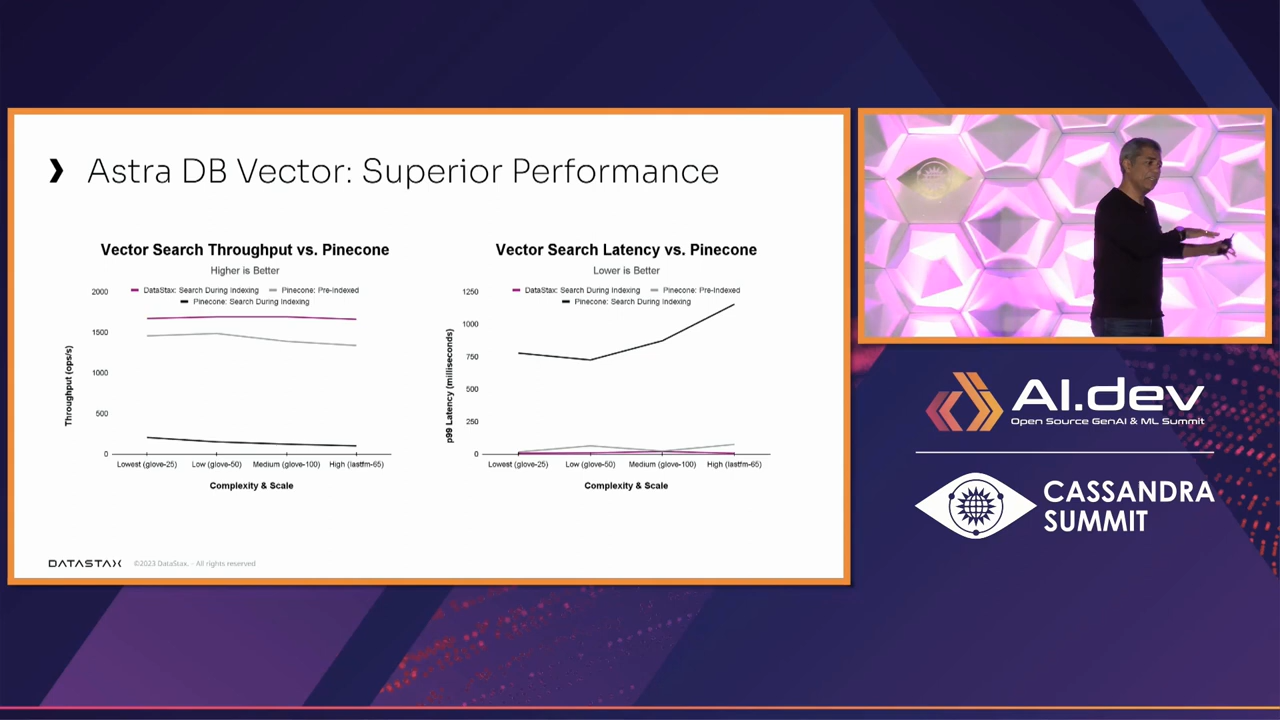 Astra DB Vector: Superior Performance
Vector Search Throughput vs. Pinecone
Higher is Better
DataStax: Search During Indexing
Pinecone: Pre-Indexed
Pinecone: Search During Indexing
2000
1500
1000
500
0
Throughput (ops/s)
Lowest (glove-25)
Low (glove-50)
Medium (glove-100)
High (lastfm-65)
Complexity & Scale
Vector Search Latency vs. Pinecone
Lower is Better
DataStax: Search During Indexing
Pinecone: Pre-Indexed
Pinecone: Search During Indexing
1250
1000
750
500
250
0
p99 Latency (milliseconds)
Lowest (glove-25)
Low (glove-50)
Medium (glove-100)
High (lastfm-65)
Complexity & Scale
DATASTAX
©2023 DataStax. - All rights reserved
AI.dev
Open Source GenAI & ML Summit
CASSANDRA
SUMMIT